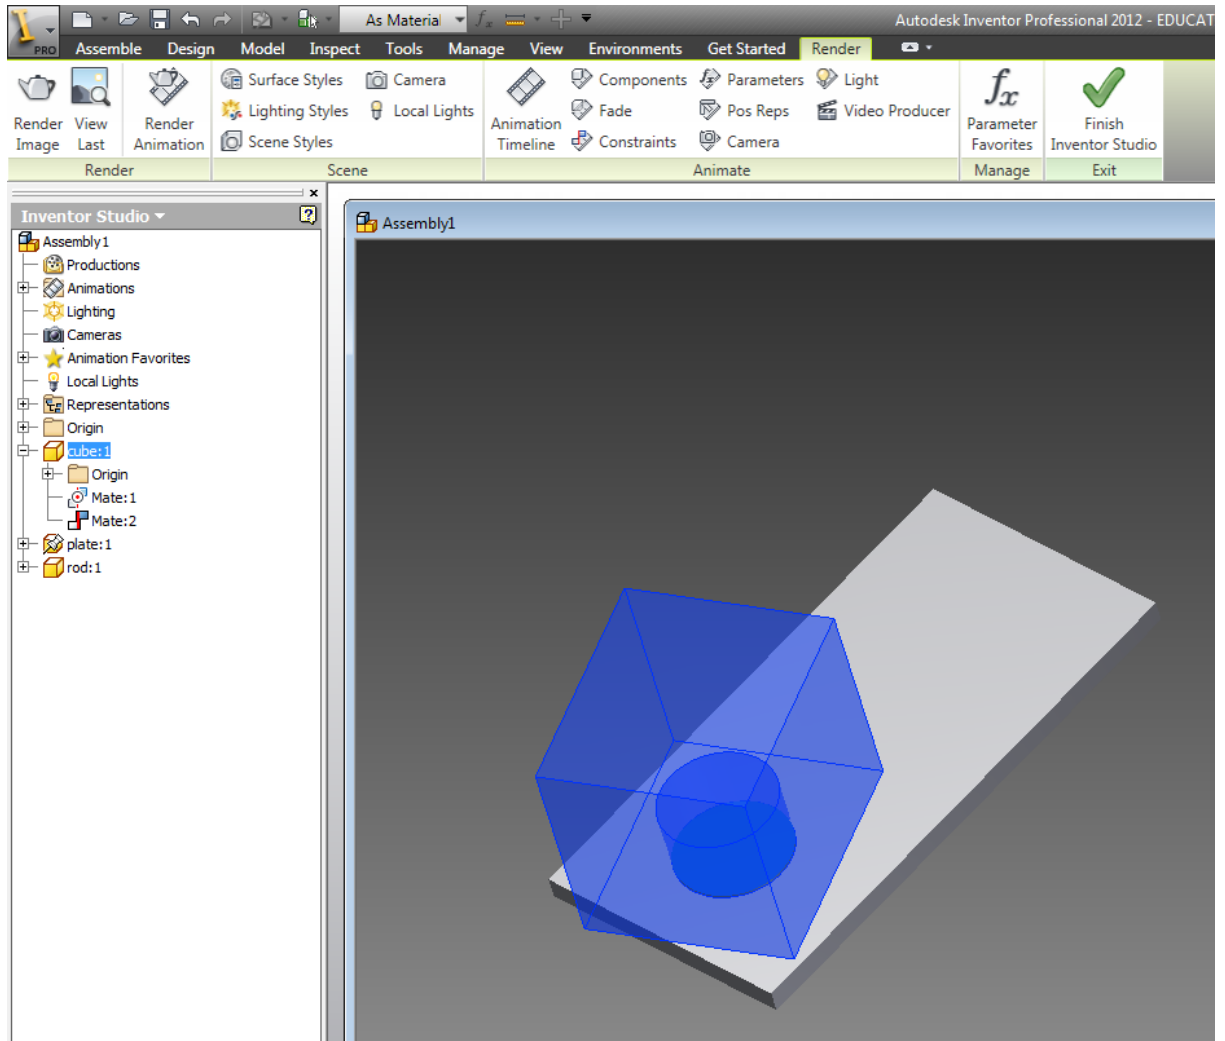 As Material
Autodesk Inventor Professional 2012 - EDUCAT
PRO
Assemble Design Model Inspect Tools Manage View Environments Get Started Render
Render Image
View Last
Render Animation
Surface Styles
Lighting Styles
Scene Styles
Camera
Local Lights
Animation Timeline
Components
Fade
Constraints
Parameters
Pos Reps
Camera
Light
Video Producer
fx
Parameter Favorites
Finish Inventor Studio
Render Scene Animate Manage Exit
Inventor Studio
Assembly1
Productions
Animations
Lighting
Cameras
Animation Favorites
Local Lights
Representations
Origin
cube:1
Origin
Mate:1
Mate:2
plate:1
rod:1
Assembly1